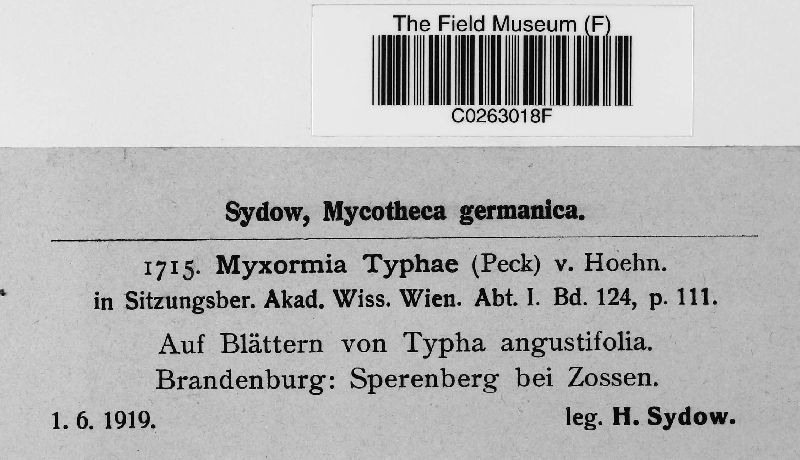 The Field Museum (F)
C0263018F
Sydow, Mycotheca germanica.
1715. Myxormia Typhae (Peck) v. Hoehn.
in Sitzungsber. Akad. Wiss. Wien. Abt. I. Bd. 124, p. 111.
Auf Blättern von Typha angustifolia.
Brandenburg: Sperenberg bei Zossen.
1. 6. 1919. leg. H. Sydow.